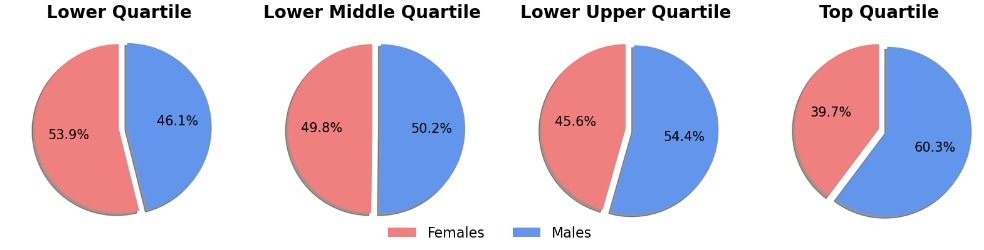 Lower Quartile
Lower Middle Quartile
Lower Upper Quartile
Top Quartile
53.9%
46.1%
49.8%
50.2%
45.6%
54.4%
39.7%
60.3%
Females
Males